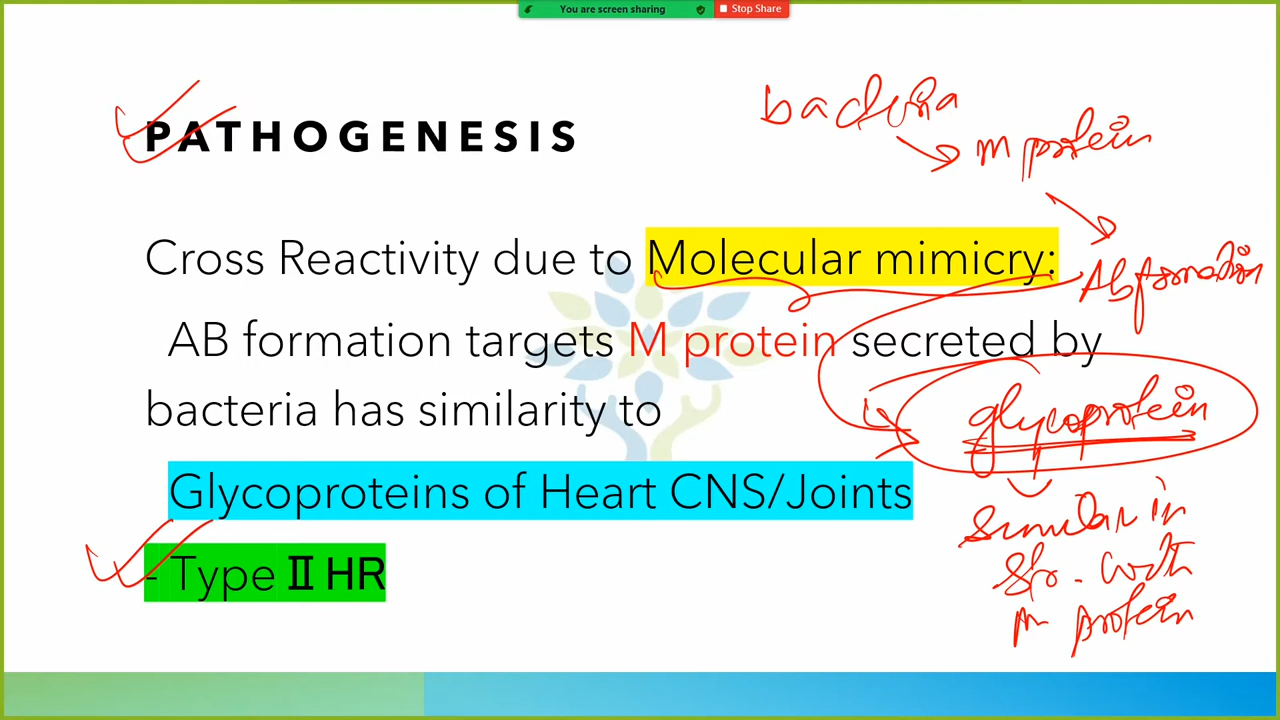 You are screen sharing
Stop Share
PATHOGENESIS
Cross Reactivity due to Molecular mimicry:
AB formation targets M protein secreted by
bacteria has similarity to
Glycoproteins of Heart CNS/Joints
- Type II HR
bacteria
M protein
Ab formation
glycoprotein
similar in
str. with
M protein